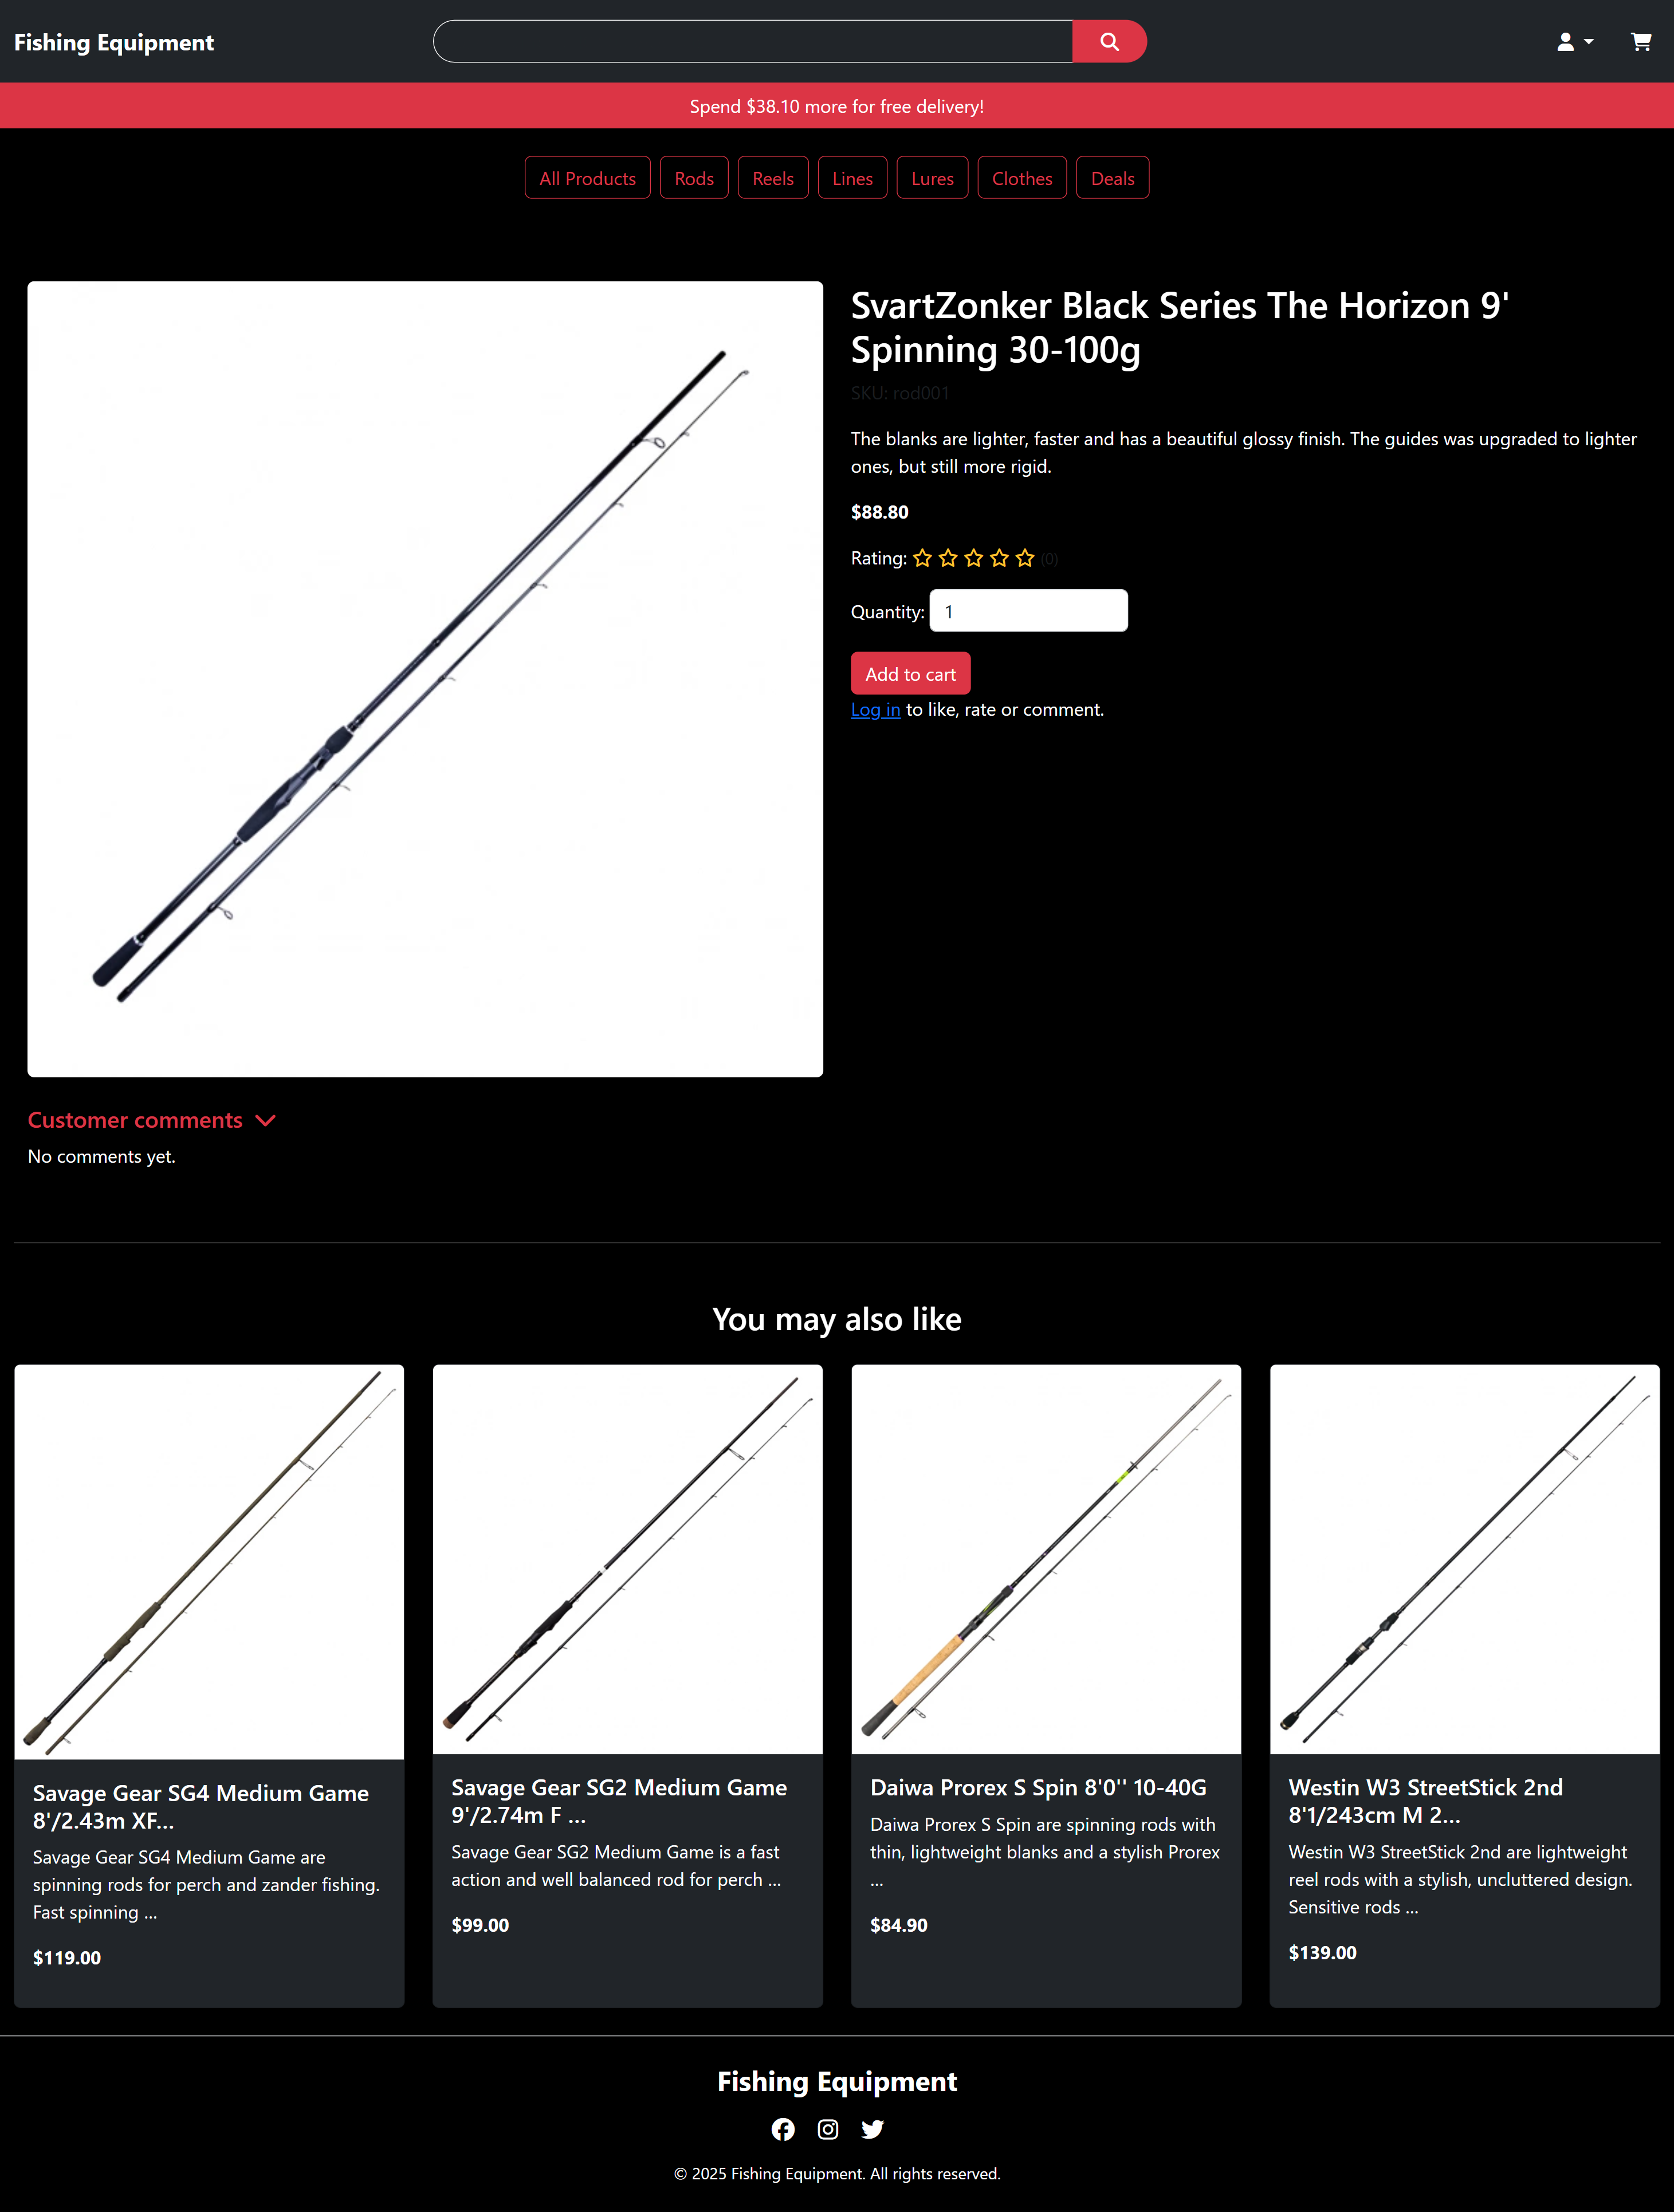 Fishing Equipment
Spend $38.10 more for free delivery!
All Products
Rods
Reels
Lines
Lures
Clothes
Deals
SvartZonker Black Series The Horizon 9'
Spinning 30-100g
SKU: rod001
The blanks are lighter, faster and has a beautiful glossy finish. The guides was upgraded to lighter
ones, but still more rigid.
$88.80
Rating: (0)
Quantity: 1
Add to cart
Log in to like, rate or comment.
Customer comments
No comments yet.
You may also like
Savage Gear SG4 Medium Game
8'/2.43m XF...
Savage Gear SG4 Medium Game are
spinning rods for perch and zander fishing.
Fast spinning ...
$119.00
Savage Gear SG2 Medium Game
9'/2.74m F ...
Savage Gear SG2 Medium Game is a fast
action and well balanced rod for perch ...
$99.00
Daiwa Prorex S Spin 8'0'' 10-40G
Daiwa Prorex S Spin are spinning rods with
thin, lightweight blanks and a stylish Prorex
...
$84.90
Westin W3 StreetStick 2nd
8'1/243cm M 2...
Westin W3 StreetStick 2nd are lightweight
reel rods with a stylish, uncluttered design.
Sensitive rods ...
$139.00
Fishing Equipment
© 2025 Fishing Equipment. All rights reserved.